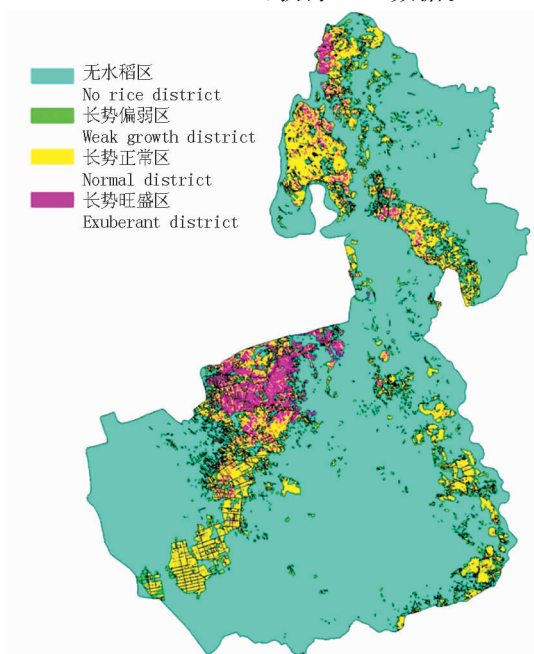 无水稻区
No rice district
长势偏弱区
Weak growth district
长势正常区
Normal district
长势旺盛区
Exuberant district